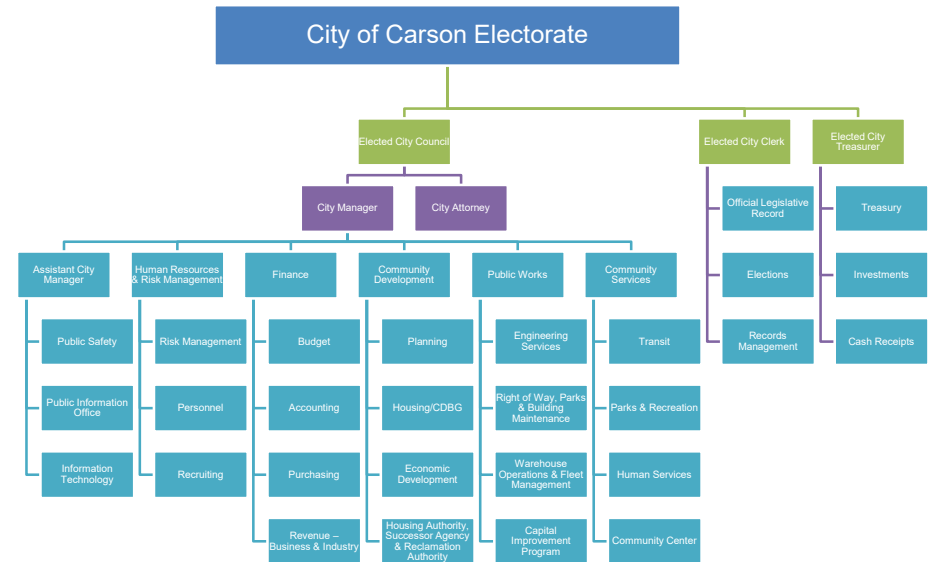 City of Carson Electorate
Elected City Council
Elected City Clerk
Elected City
Treasurer
City Manager
City Attorney
Official Legislative
Record
Treasury
Assistant City
Manager
Human Resources
& Risk Management
Finance
Community
Development
Public Works
Community
Services
Elections
Investments
Public Safety
Risk Management
Budget
Planning
Engineering
Services
Transit
Records
Management
Cash Receipts
Public Information
Office
Personnel
Accounting
Housing/CDBG
Right of Way, Parks
& Building
Maintenance
Parks & Recreation
Information
Technology
Recruiting
Purchasing
Economic
Development
Warehouse
Operations & Fleet
Management
Human Services
Revenue –
Business & Industry
Housing Authority,
Successor Agency
& Reclamation
Authority
Capital
Improvement
Program
Community Center